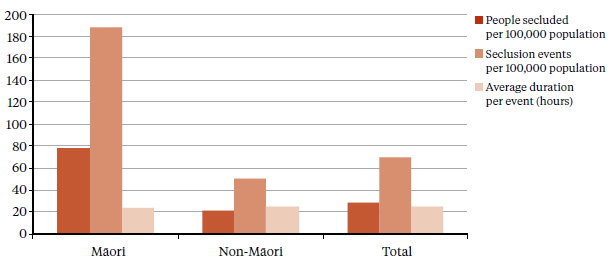 200
180
160
140
120
100
80
60
40
20
0
Māori
Non-Māori
Total
People secluded
per 100,000 population
Seclusion events
per 100,000 population
Average duration
per event (hours)